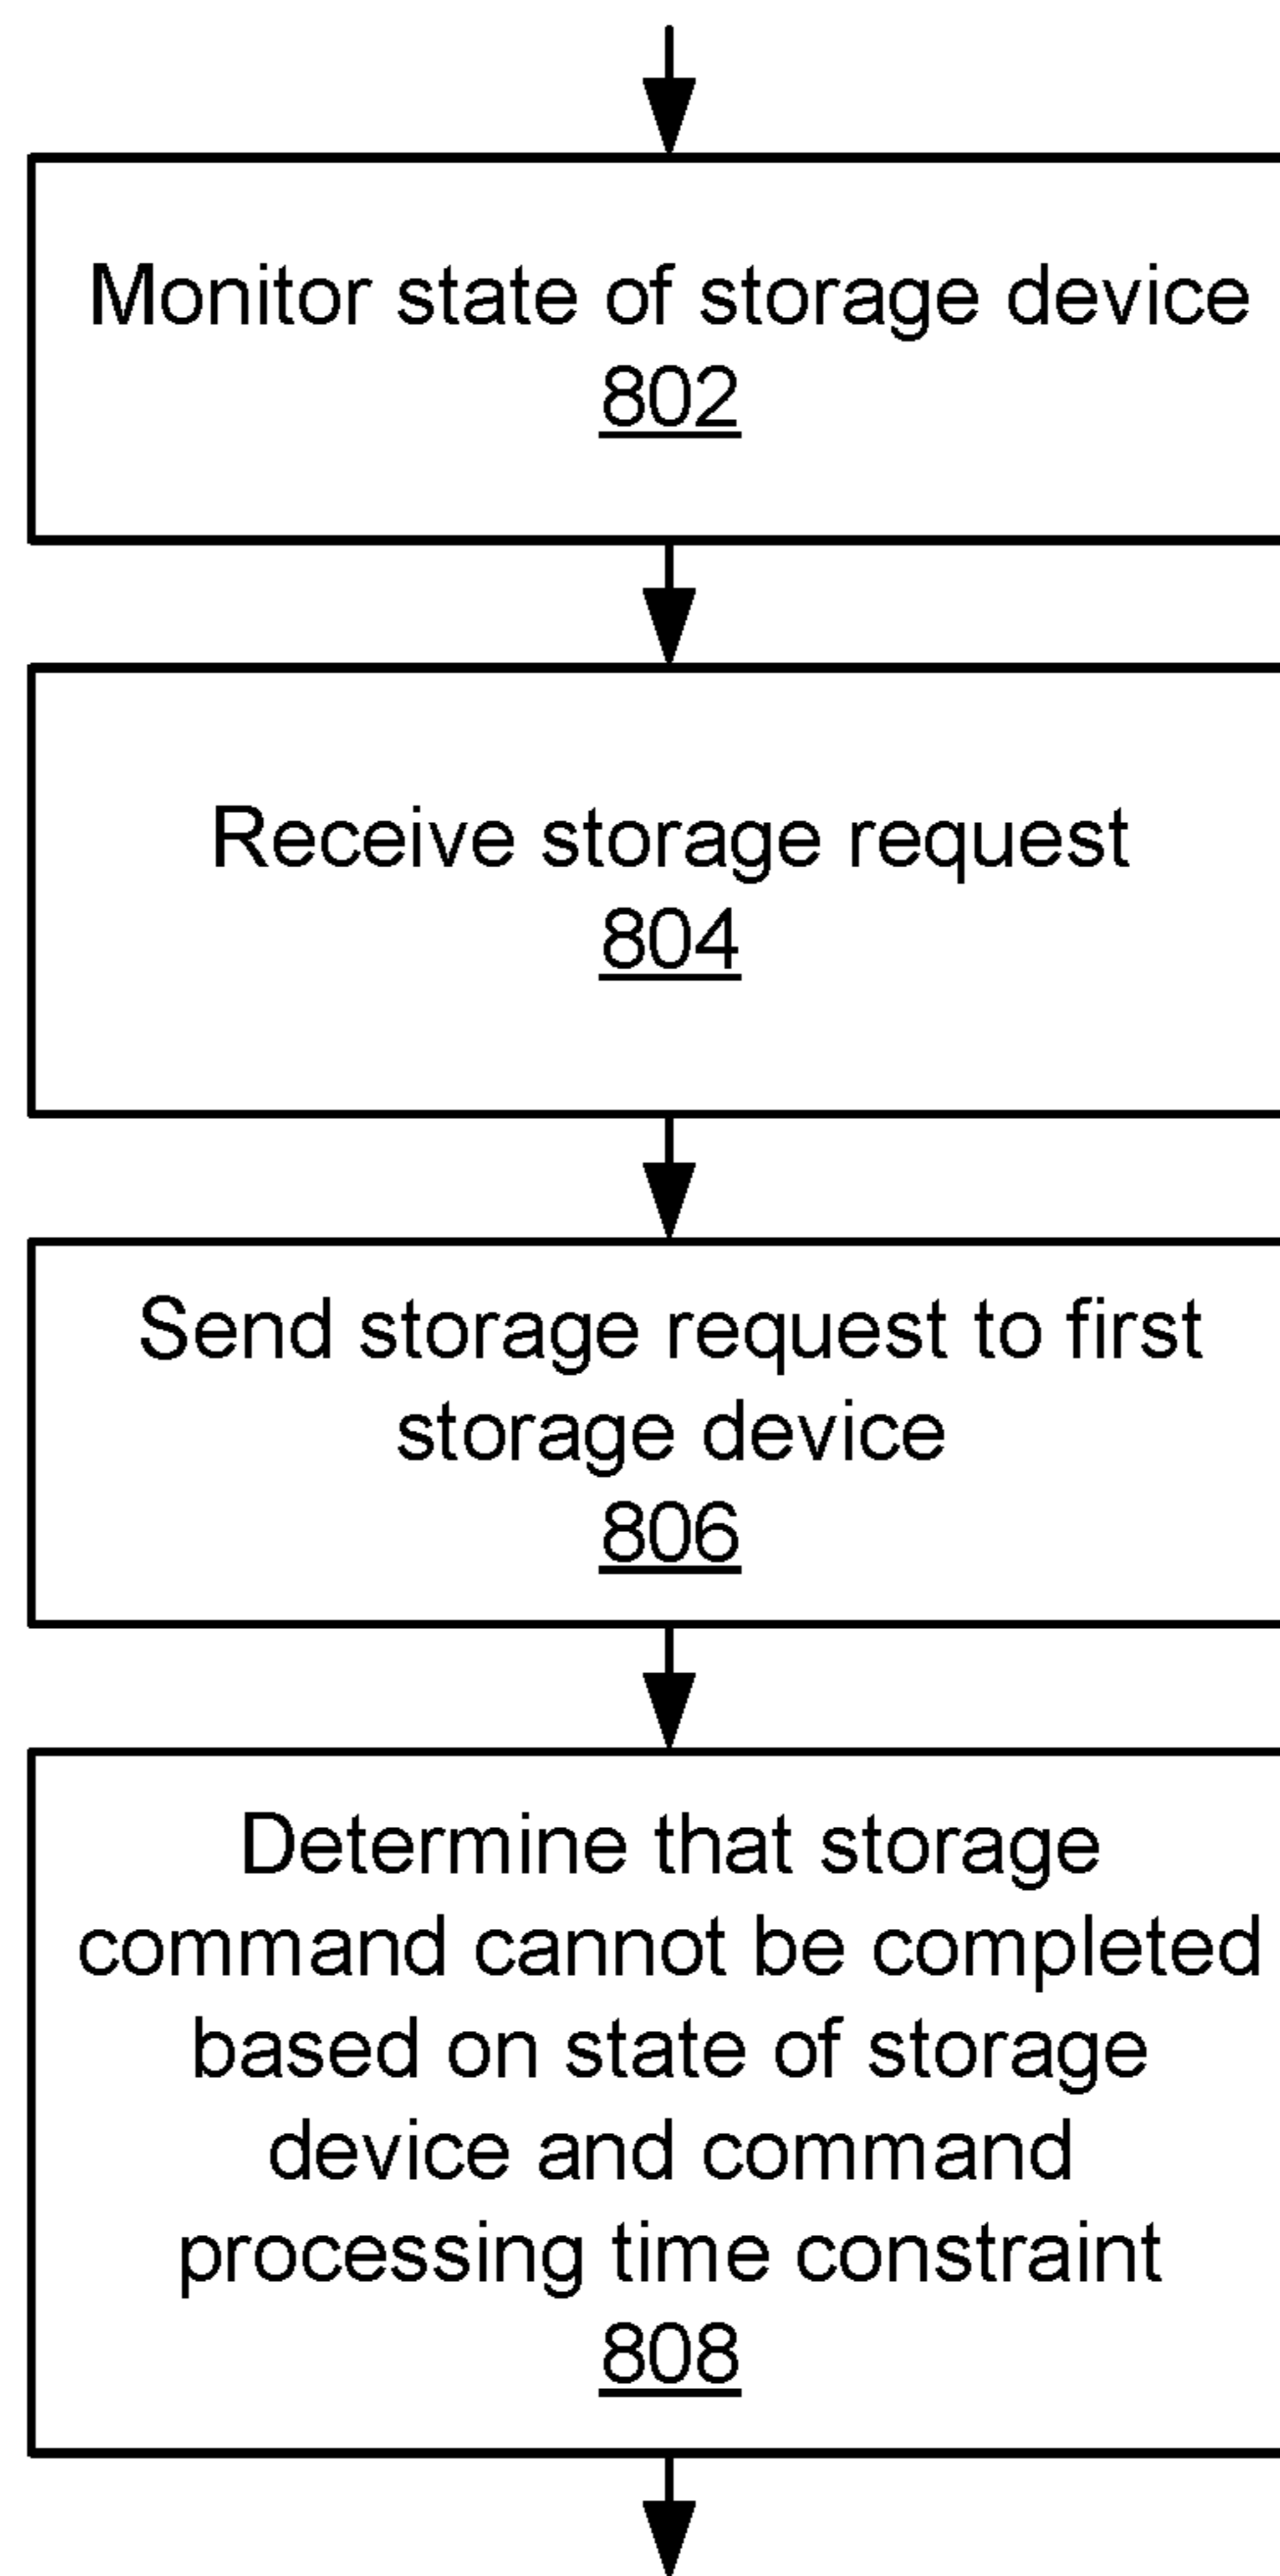 Monitor state of storage device
802
Receive storage request
804
Send storage request to first
storage device
806
Determine that storage
command cannot be completed
based on state of storage
device and command
processing time constraint
808